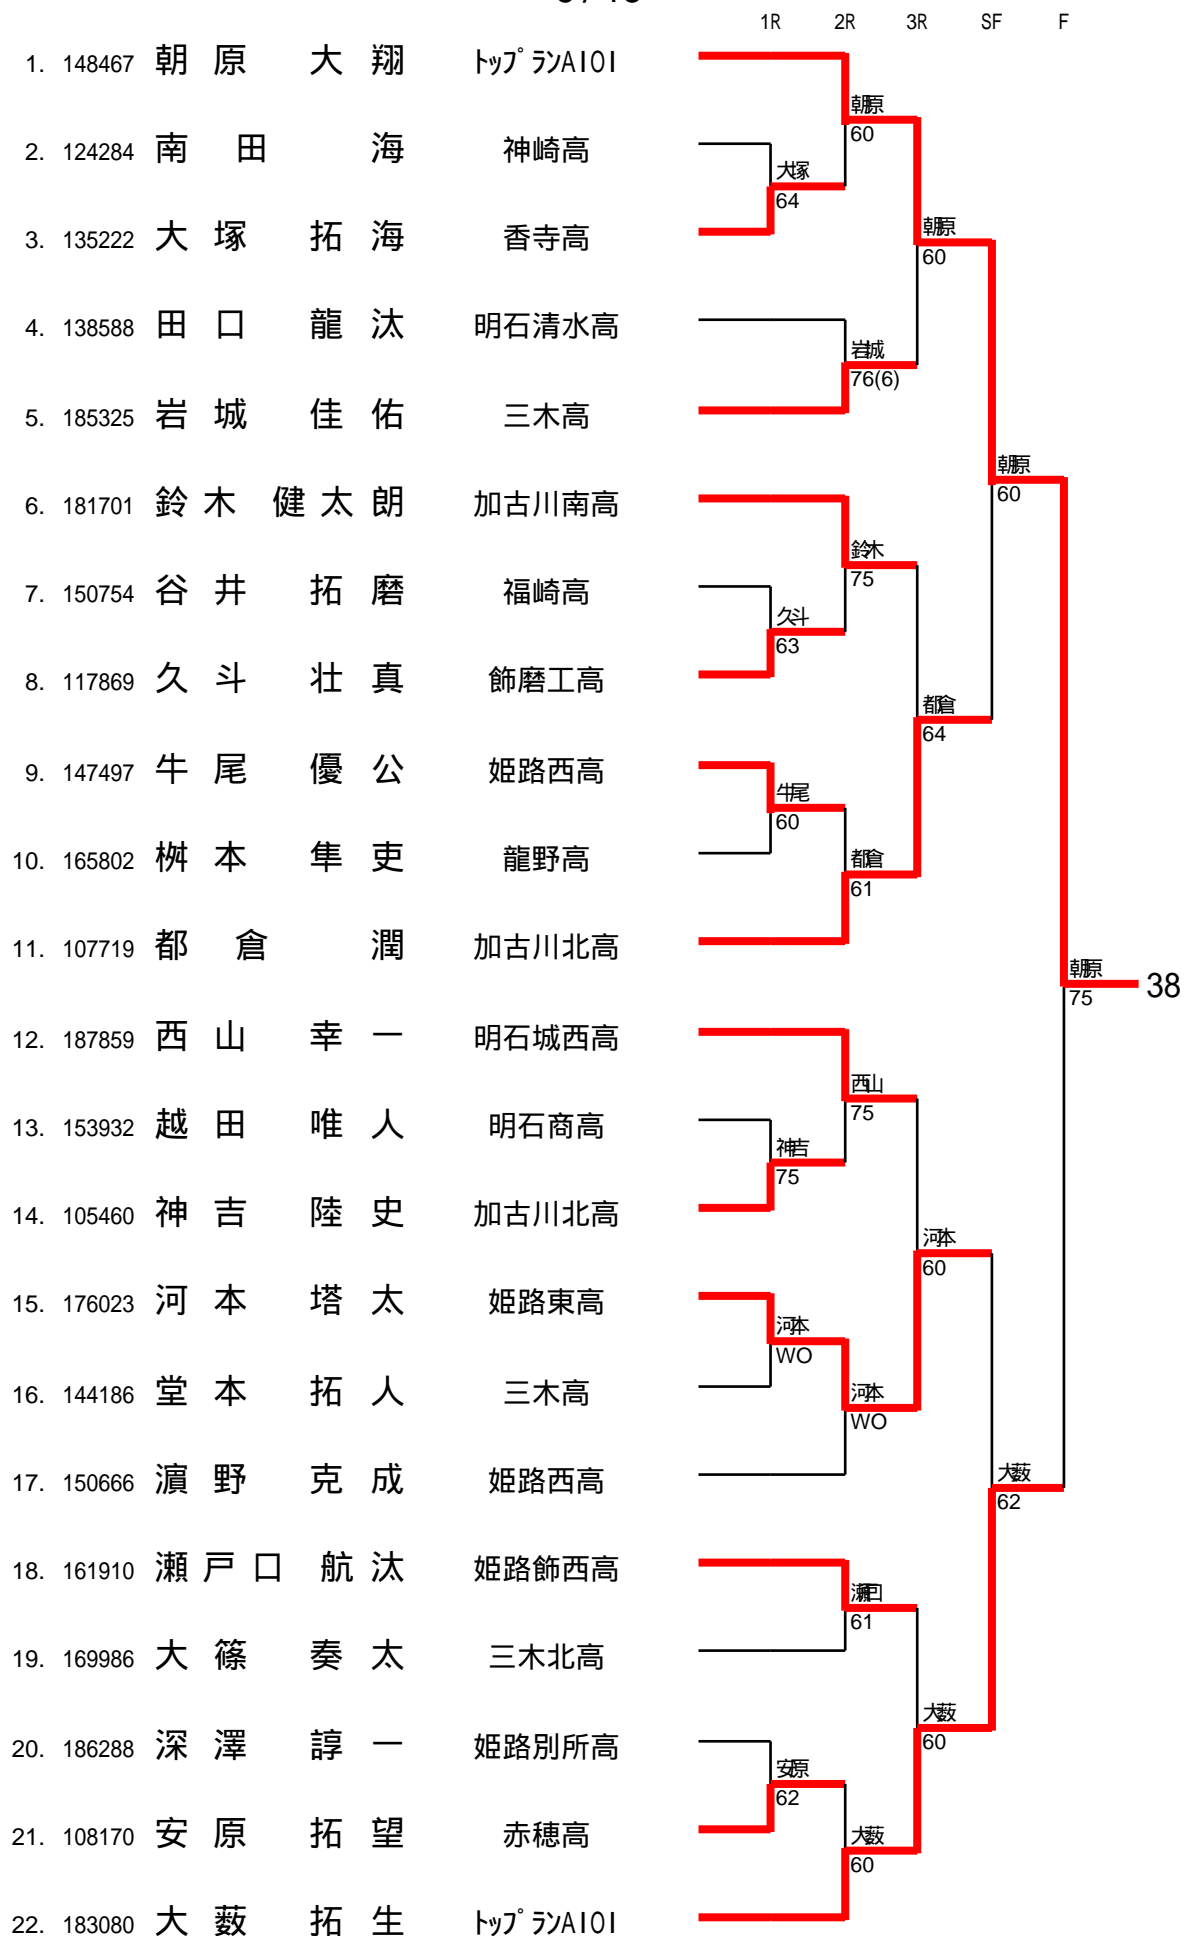 1R 2R 3R SF F
1. 148467 朝原 大翔 トップランAIOI
朝原
60
2. 124284 南田 海 神崎高
大塚
64
3. 135222 大塚 拓海 香寺高
朝原
60
4. 138588 田口 龍汰 明石清水高
岩城
76(6)
5. 185325 岩城 佳佑 三木高
朝原
60
6. 181701 鈴木 健太朗 加古川南高
鈴木
75
7. 150754 谷井 拓磨 福崎高
久斗
63
8. 117869 久斗 壮真 飾磨工高
都倉
64
9. 147497 牛尾 優公 姫路西高
牛尾
60
10. 165802 桝本 隼吏 龍野高
都倉
61
11. 107719 都倉 潤 加古川北高
朝原
75
38
12. 187859 西山 幸一 明石城西高
西山
75
13. 153932 越田 唯人 明石商高
神吉
75
14. 105460 神吉 陸史 加古川北高
河本
60
15. 176023 河本 塔太 姫路東高
河本
WO
16. 144186 堂本 拓人 三木高
河本
WO
17. 150666 濵野 克成 姫路西高
大薮
62
18. 161910 瀬戸口 航汰 姫路飾西高
瀬戸口
61
19. 169986 大篠 奏太 三木北高
大薮
60
20. 186288 深澤 諄一 姫路別所高
安原
62
21. 108170 安原 拓望 赤穂高
大薮
60
22. 183080 大薮 拓生 トップランAIOI